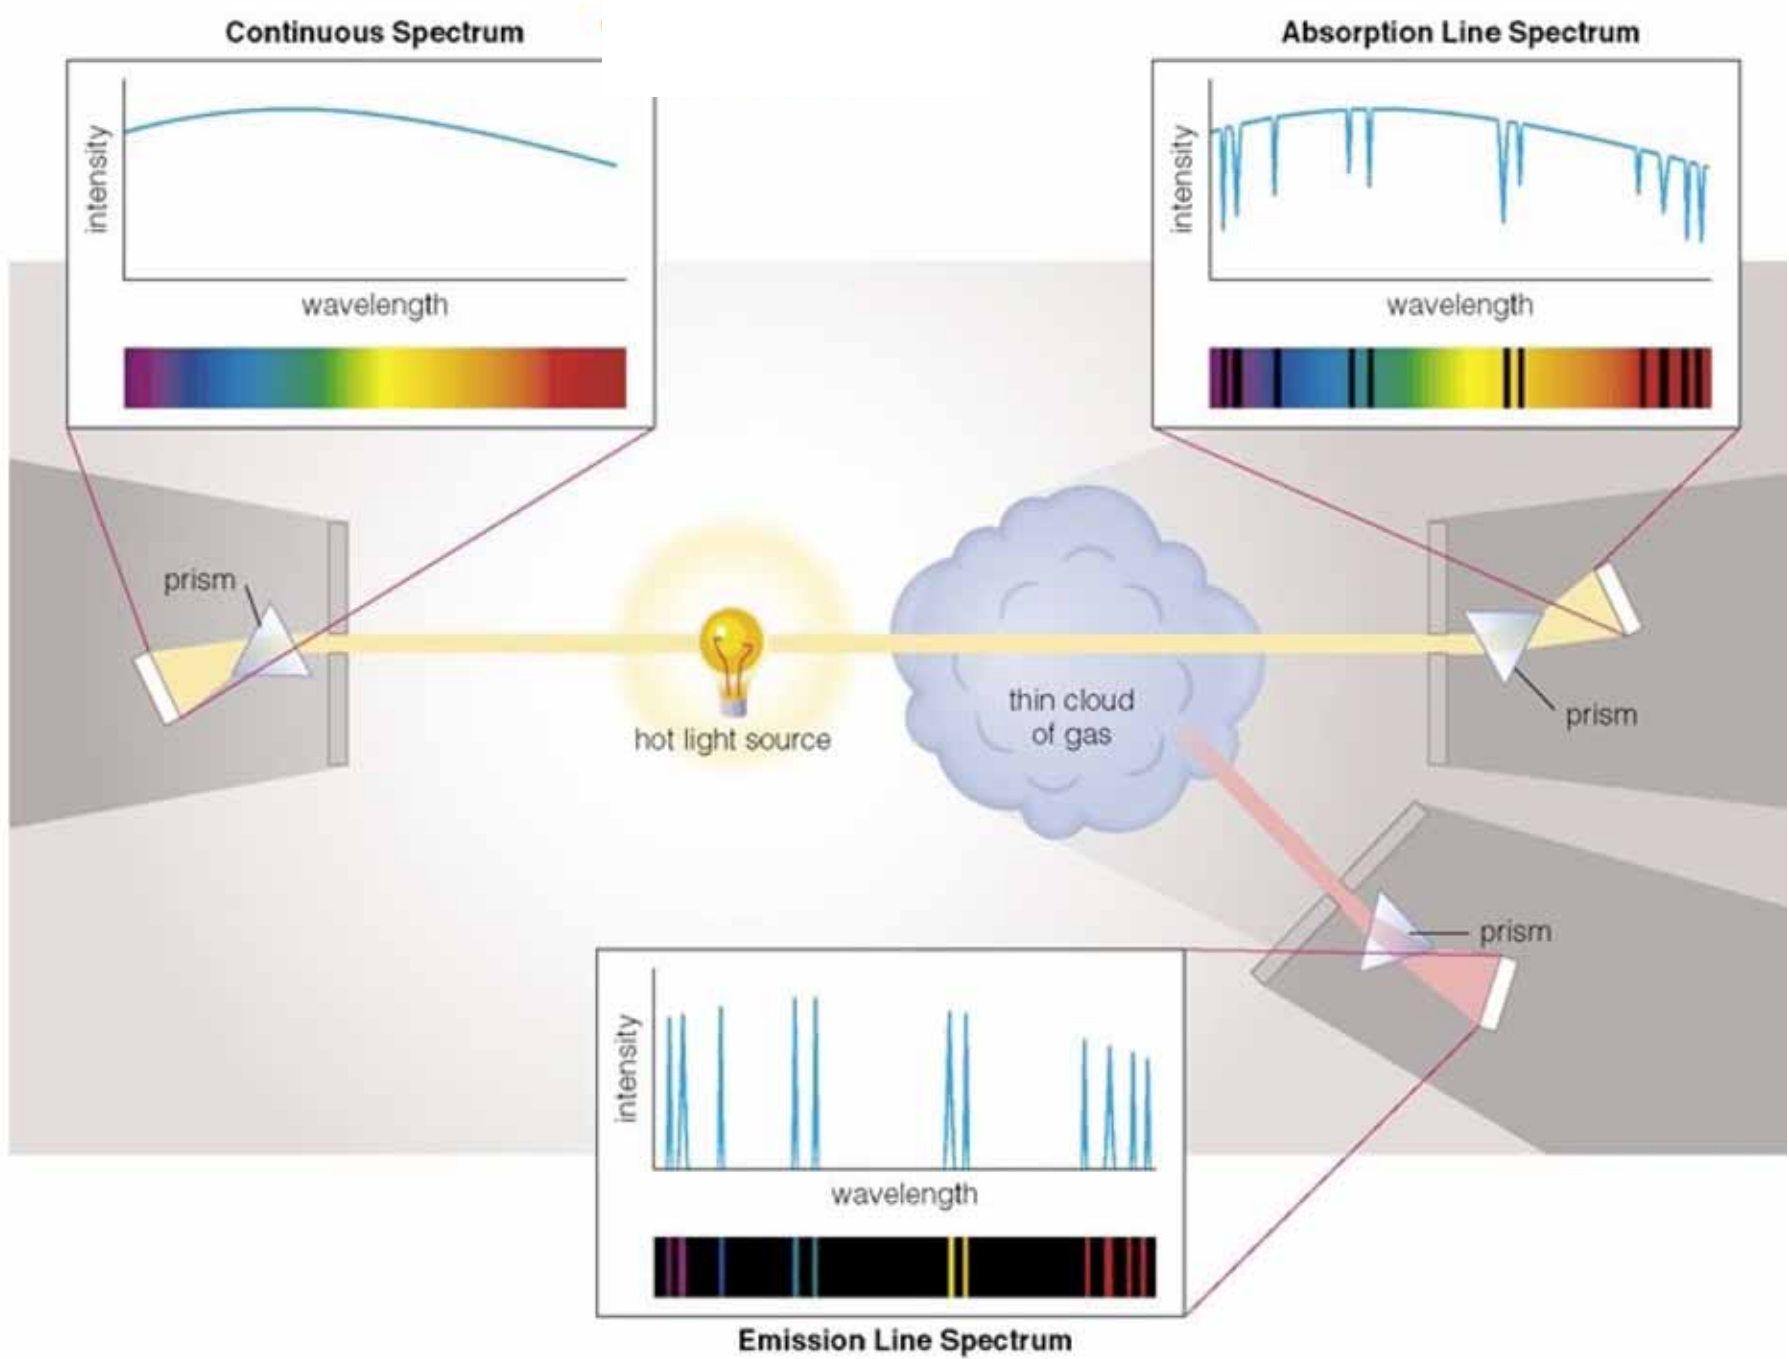 Continuous Spectrum
intensity
wavelength
Absorption Line Spectrum
intensity
wavelength
prism
hot light source
thin cloud
of gas
prism
prism
intensity
wavelength
Emission Line Spectrum